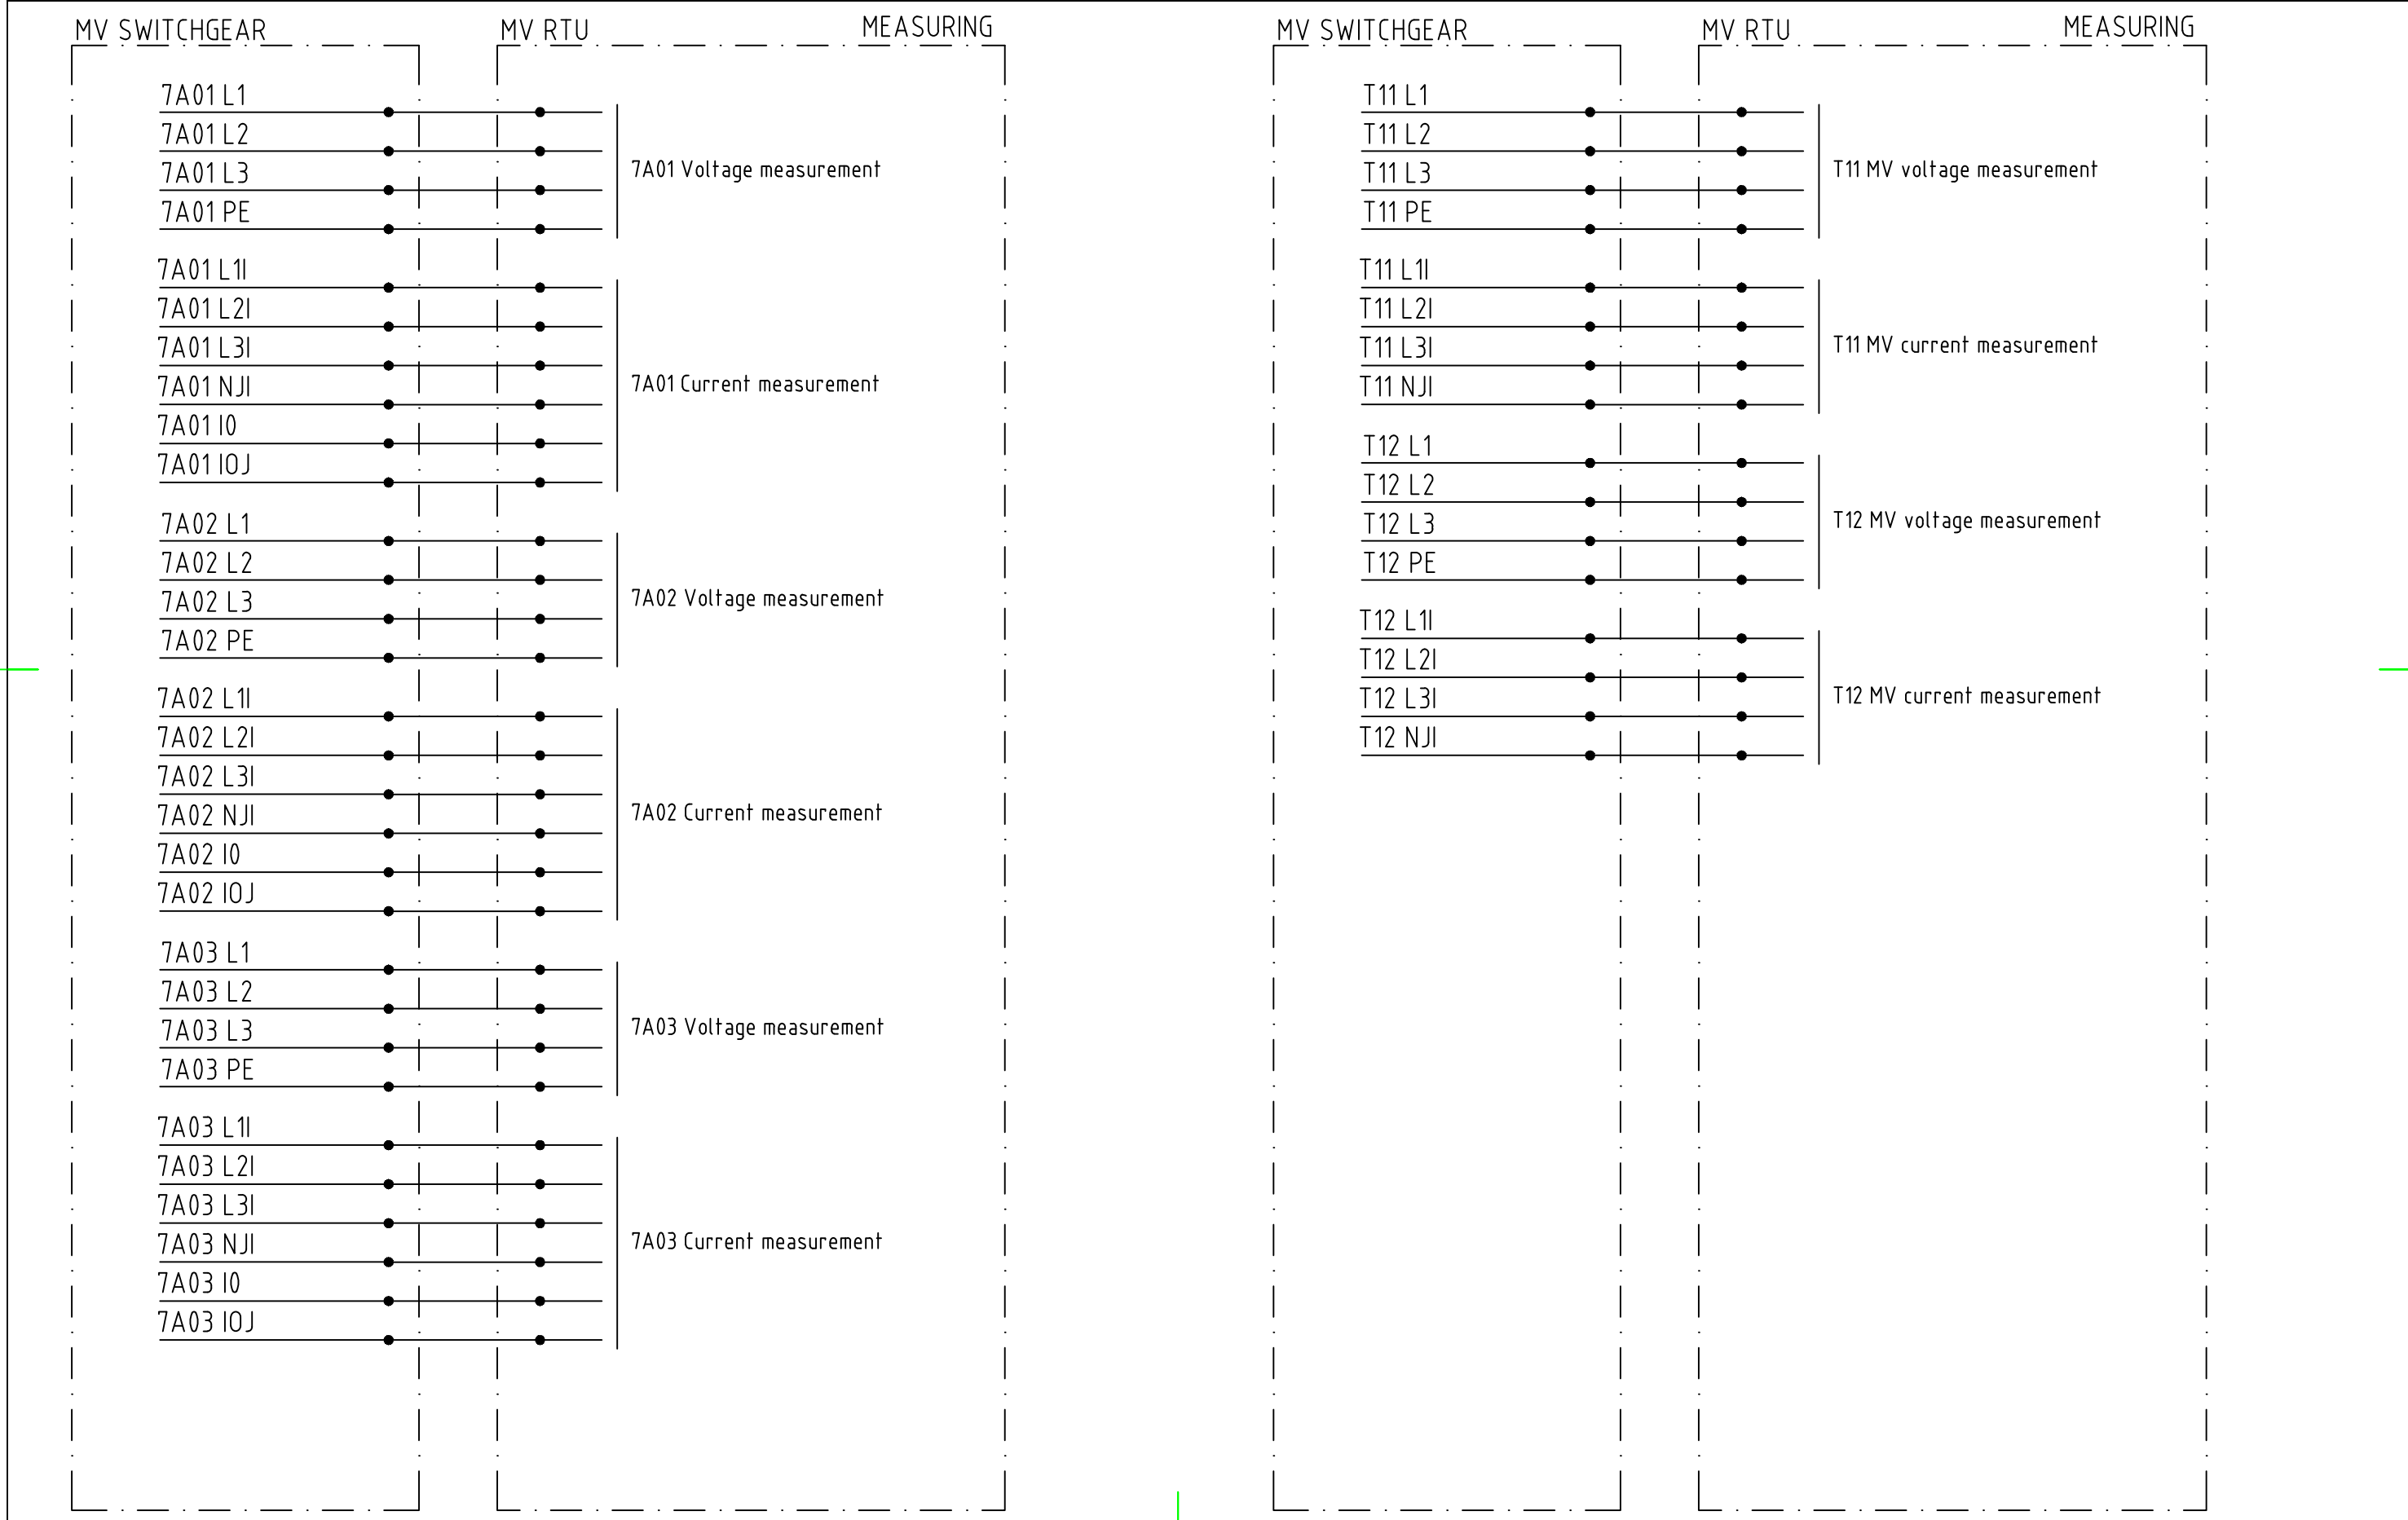 MV SWITCHGEAR
MV RTU
MEASURING
7A01 L1
7A01 L2
7A01 L3
7A01 PE
7A01 Voltage measurement
7A01 L1I
7A01 L2I
7A01 L3I
7A01 NJI
7A01 I0
7A01 IOJ
7A01 Current measurement
7A02 L1
7A02 L2
7A02 L3
7A02 PE
7A02 Voltage measurement
7A02 L1I
7A02 L2I
7A02 L3I
7A02 NJI
7A02 I0
7A02 IOJ
7A02 Current measurement
7A03 L1
7A03 L2
7A03 L3
7A03 PE
7A03 Voltage measurement
7A03 L1I
7A03 L2I
7A03 L3I
7A03 NJI
7A03 I0
7A03 IOJ
7A03 Current measurement
MV SWITCHGEAR
MV RTU
MEASURING
T11 L1
T11 L2
T11 L3
T11 PE
T11 MV voltage measurement
T11 L1I
T11 L2I
T11 L3I
T11 NJI
T11 MV current measurement
T12 L1
T12 L2
T12 L3
T12 PE
T12 MV voltage measurement
T12 L1I
T12 L2I
T12 L3I
T12 NJI
T12 MV current measurement